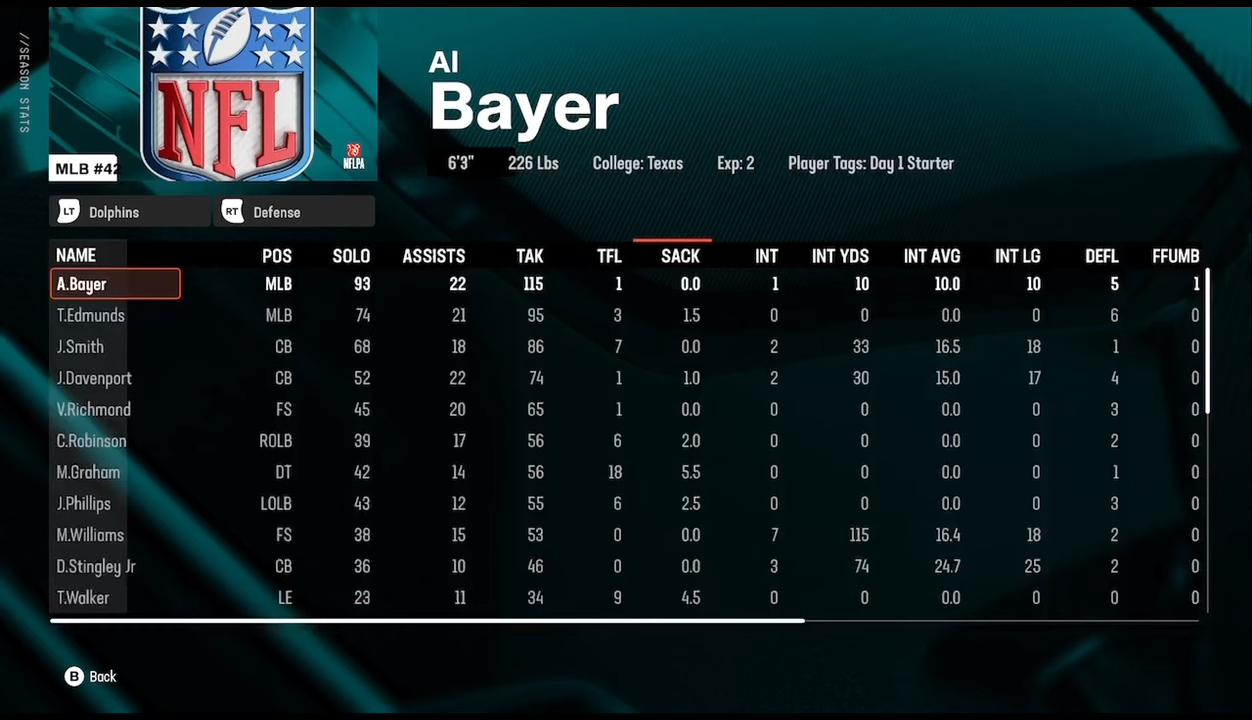 //SEASON STATS
NFL
NFLPA
MLB #42
Al
Bayer
6'3" 226 Lbs College: Texas Exp: 2 Player Tags: Day 1 Starter
LT Dolphins RT Defense
NAME POS SOLO ASSISTS TAK TFL SACK INT INT YDS INT AVG INT LG DEFL FFUMB
A.Bayer MLB 93 22 115 1 0.0 1 10 10.0 10 5 1
T.Edmunds MLB 74 21 95 3 1.5 0 0 0.0 0 6 0
J.Smith CB 68 18 86 7 0.0 2 33 16.5 18 1 0
J.Davenport CB 52 22 74 1 1.0 2 30 15.0 17 4 0
V.Richmond FS 45 20 65 1 0.0 0 0 0.0 0 3 0
C.Robinson ROLB 39 17 56 6 2.0 0 0 0.0 0 2 0
M.Graham DT 42 14 56 18 5.5 0 0 0.0 0 1 0
J.Phillips LOLB 43 12 55 6 2.5 0 0 0.0 0 3 0
M.Williams FS 38 15 53 0 0.0 7 115 16.4 18 2 0
D.Stingley Jr CB 36 10 46 0 0.0 3 74 24.7 25 2 0
T.Walker LE 23 11 34 9 4.5 0 0 0.0 0 0 0
B Back